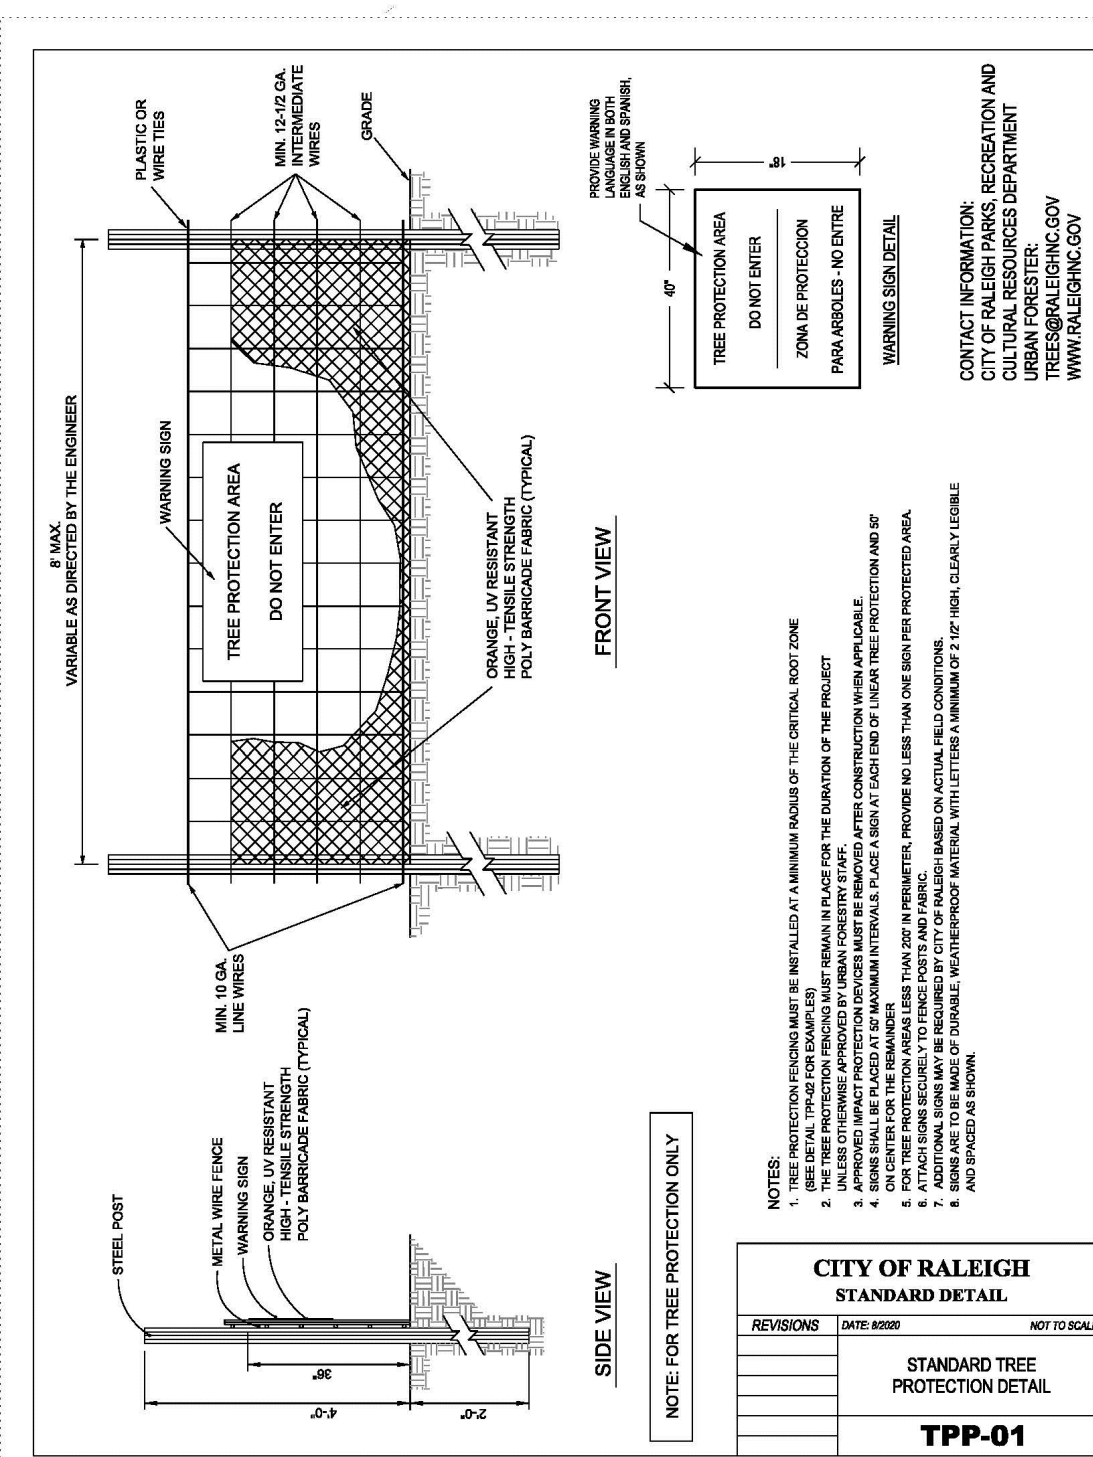 8' MAX.
VARIABLE AS DIRECTED BY THE ENGINEER
PLASTIC OR
WIRE TIES
MIN. 12-1/2 GA.
INTERMEDIATE
WIRES
GRADE
WARNING SIGN
TREE PROTECTION AREA
DO NOT ENTER
MIN. 10 GA.
LINE WIRES
ORANGE, UV RESISTANT
HIGH - TENSILE STRENGTH
POLY BARRICADE FABRIC (TYPICAL)
FRONT VIEW
STEEL POST
METAL WIRE FENCE
WARNING SIGN
ORANGE, UV RESISTANT
HIGH - TENSILE STRENGTH
POLY BARRICADE FABRIC (TYPICAL)
36"
4'-0"
2'-0"
SIDE VIEW
NOTE: FOR TREE PROTECTION ONLY
PROVIDE WARNING
LANGUAGE IN BOTH
ENGLISH AND SPANISH,
AS SHOWN
40"
18"
TREE PROTECTION AREA
DO NOT ENTER
ZONA DE PROTECCION
PARA ARBOLES - NO ENTRE
WARNING SIGN DETAIL
CONTACT INFORMATION:
CITY OF RALEIGH PARKS, RECREATION AND
CULTURAL RESOURCES DEPARTMENT
URBAN FORESTER:
TREES@RALEIGHNC.GOV
WWW.RALEIGHNC.GOV
NOTES:
1. TREE PROTECTION FENCING MUST BE INSTALLED AT A MINIMUM RADIUS OF THE CRITICAL ROOT ZONE
(SEE DETAIL TPP-02 FOR EXAMPLES)
2. THE TREE PROTECTION FENCING MUST REMAIN IN PLACE FOR THE DURATION OF THE PROJECT
UNLESS OTHERWISE APPROVED BY URBAN FORESTRY STAFF.
3. APPROVED IMPACT PROTECTION DEVICES MUST BE REMOVED AFTER CONSTRUCTION WHEN APPLICABLE.
4. SIGNS SHALL BE PLACED AT 50' MAXIMUM INTERVALS. PLACE A SIGN AT EACH END OF LINEAR TREE PROTECTION AND 50'
ON CENTER FOR THE REMAINDER
5. FOR TREE PROTECTION AREAS LESS THAN 200' IN PERIMETER, PROVIDE NO LESS THAN ONE SIGN PER PROTECTED AREA.
6. ATTACH SIGNS SECURELY TO FENCE POSTS AND FABRIC.
7. ADDITIONAL SIGNS MAY BE REQUIRED BY CITY OF RALEIGH BASED ON ACTUAL FIELD CONDITIONS.
8. SIGNS ARE TO BE MADE OF DURABLE, WEATHERPROOF MATERIAL WITH LETTERS A MINIMUM OF 2 1/2" HIGH, CLEARLY LEGIBLE
AND SPACED AS SHOWN.
CITY OF RALEIGH
STANDARD DETAIL
REVISIONS
DATE: 8/2020
NOT TO SCALE
STANDARD TREE
PROTECTION DETAIL
TPP-01